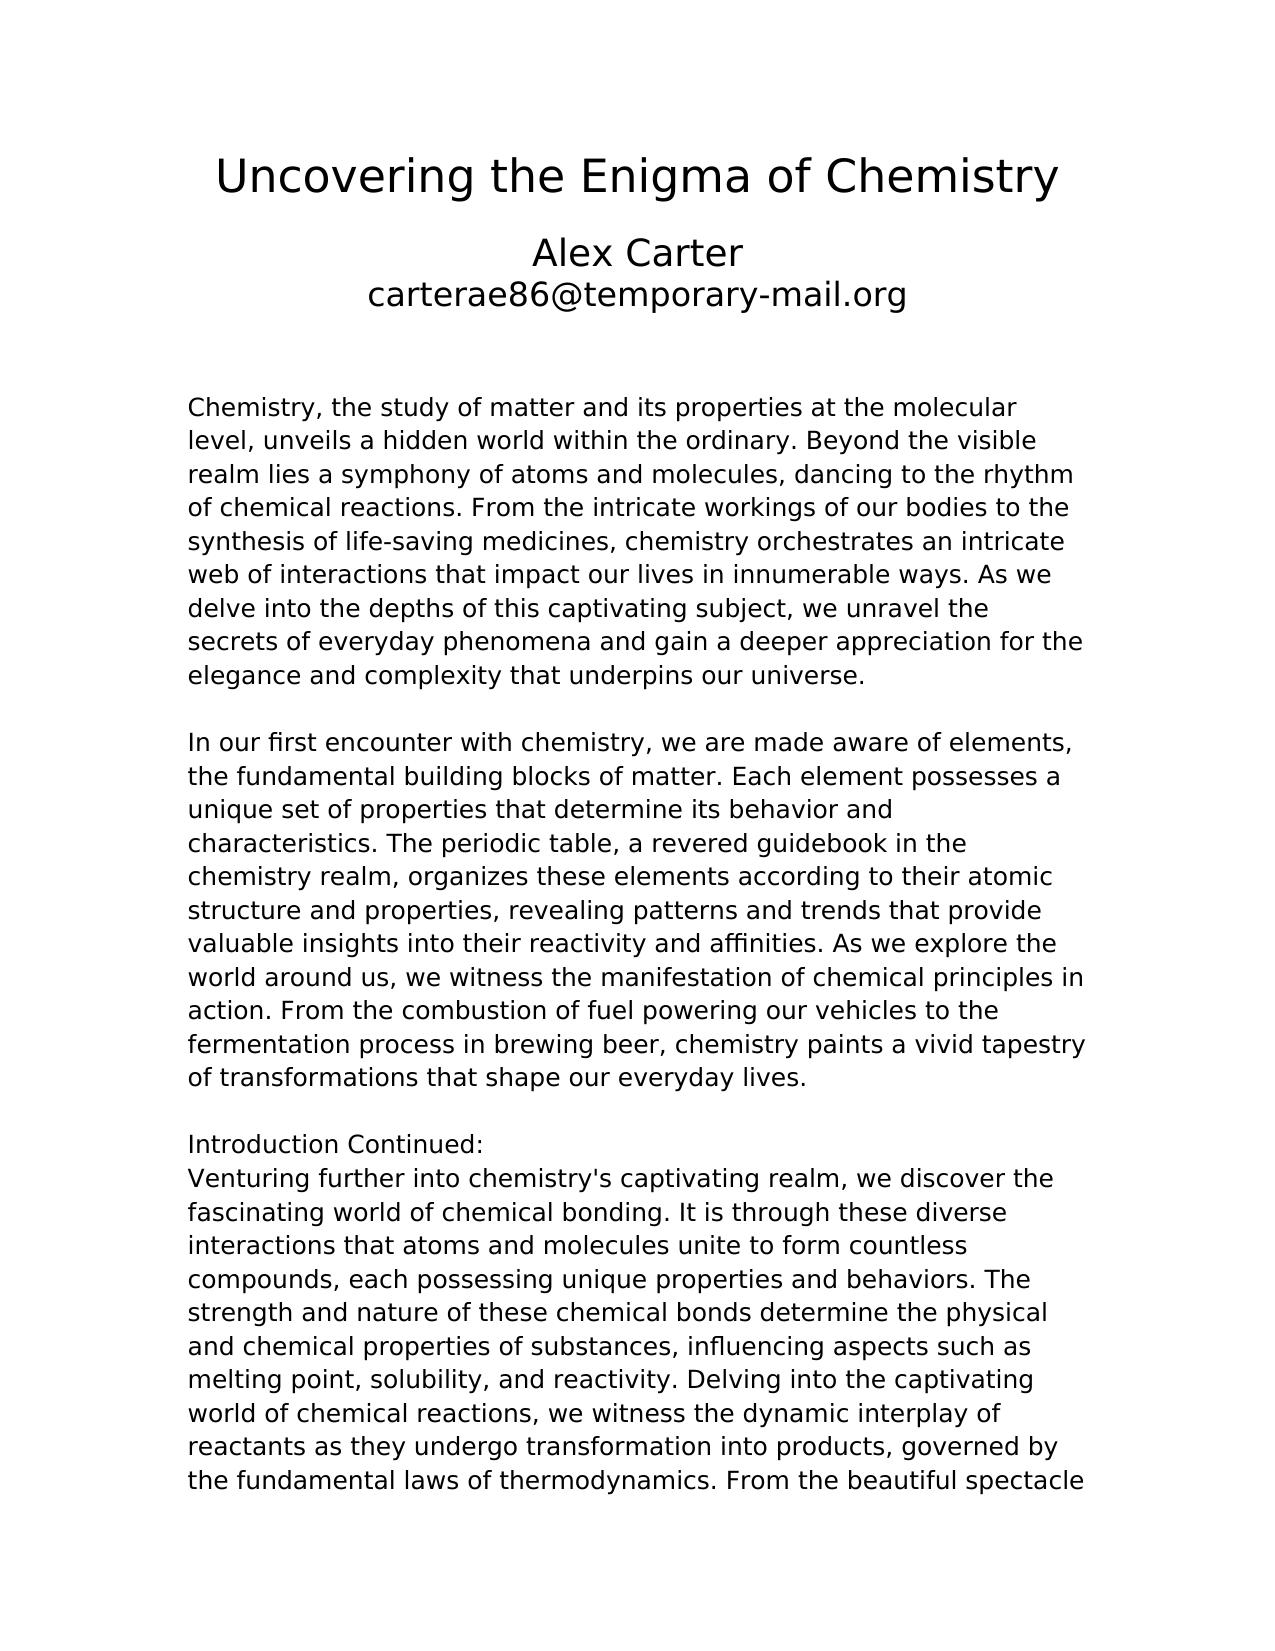 Uncovering the Enigma of Chemistry
Alex Carter
carterae86@temporary-mail.org
Chemistry, the study of matter and its properties at the molecular
level, unveils a hidden world within the ordinary. Beyond the visible
realm lies a symphony of atoms and molecules, dancing to the rhythm
of chemical reactions. From the intricate workings of our bodies to the
synthesis of life-saving medicines, chemistry orchestrates an intricate
web of interactions that impact our lives in innumerable ways. As we
delve into the depths of this captivating subject, we unravel the
secrets of everyday phenomena and gain a deeper appreciation for the
elegance and complexity that underpins our universe.
In our first encounter with chemistry, we are made aware of elements,
the fundamental building blocks of matter. Each element possesses a
unique set of properties that determine its behavior and
characteristics. The periodic table, a revered guidebook in the
chemistry realm, organizes these elements according to their atomic
structure and properties, revealing patterns and trends that provide
valuable insights into their reactivity and affinities. As we explore the
world around us, we witness the manifestation of chemical principles in
action. From the combustion of fuel powering our vehicles to the
fermentation process in brewing beer, chemistry paints a vivid tapestry
of transformations that shape our everyday lives.
Introduction Continued:
Venturing further into chemistry's captivating realm, we discover the
fascinating world of chemical bonding. It is through these diverse
interactions that atoms and molecules unite to form countless
compounds, each possessing unique properties and behaviors. The
strength and nature of these chemical bonds determine the physical
and chemical properties of substances, influencing aspects such as
melting point, solubility, and reactivity. Delving into the captivating
world of chemical reactions, we witness the dynamic interplay of
reactants as they undergo transformation into products, governed by
the fundamental laws of thermodynamics. From the beautiful spectacle